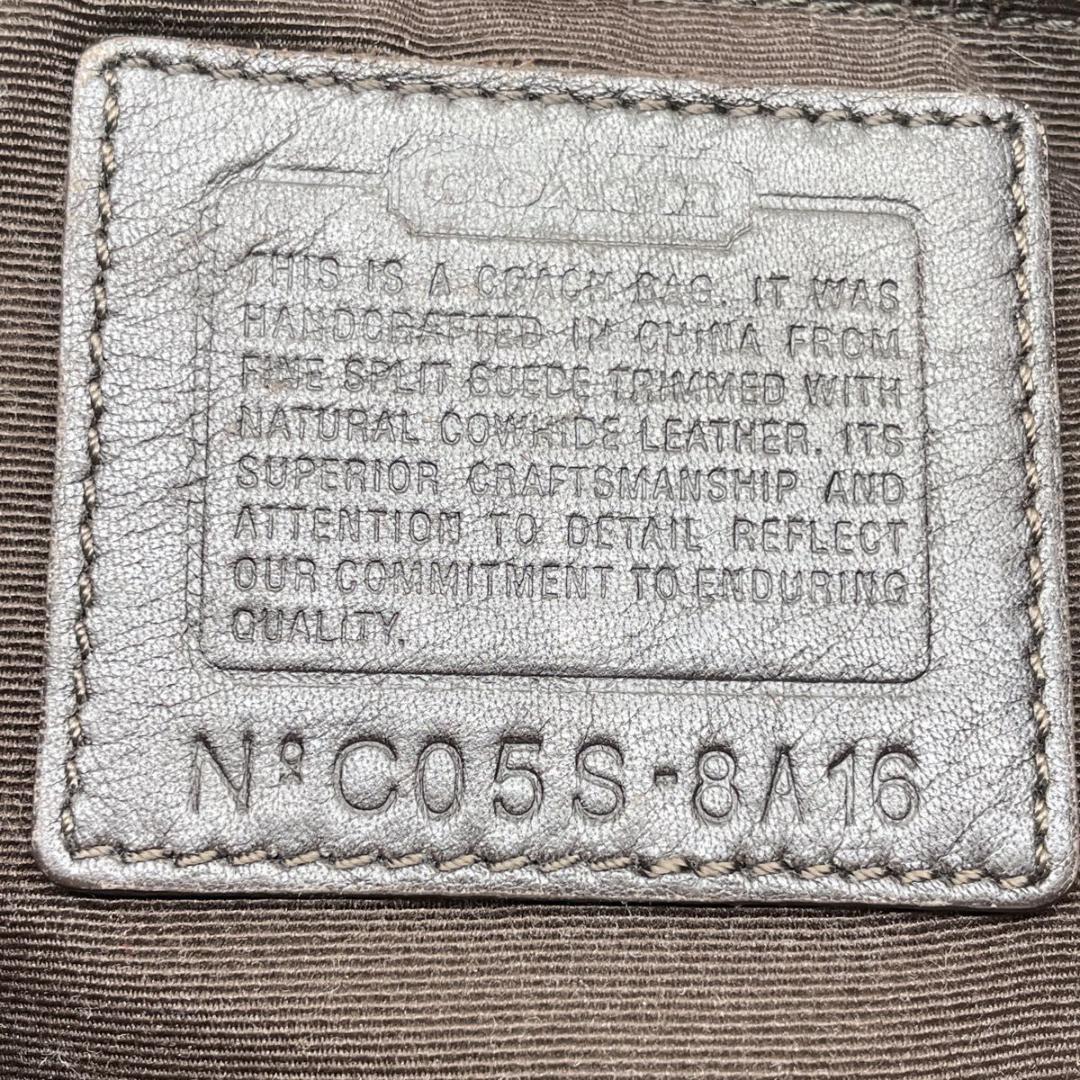 COACH
THIS IS A COACH BAG. IT WAS
HANDCRAFTED IN CHINA FROM
FINE SPLIT SUEDE TRIMMED WITH
NATURAL COWHIDE LEATHER. ITS
SUPERIOR CRAFTSMANSHIP AND
ATTENTION TO DETAIL REFLECT
OUR COMMITMENT TO ENDURING
QUALITY.
Nº C05S-8A16